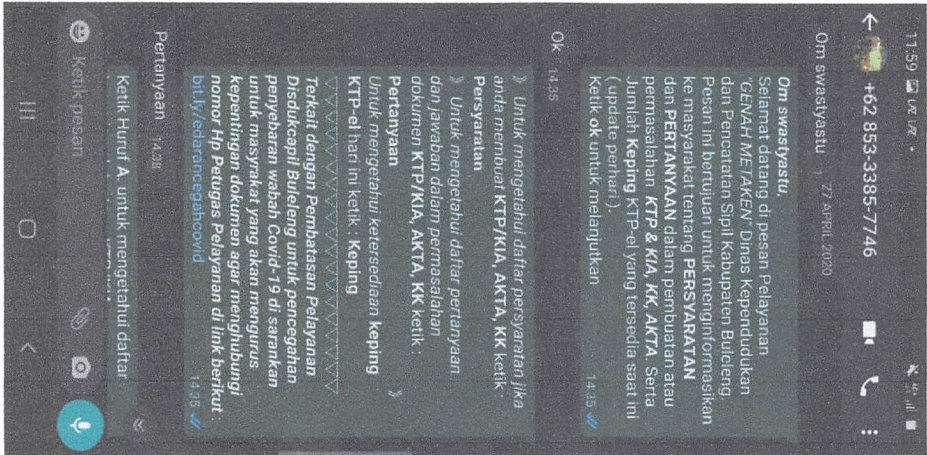 11:59
+62 853-3385-7746
27 APRIL 2020
Om swastyastu
Om swastyastu,
Selamat datang di pesan Pelayanan
"GENAH METAKEN" Dinas Kependudukan
dan Pencatatan Sipil Kabupaten Buleleng.
Pesan ini bertujuan untuk menginformasikan
ke masyarakat tentang PERSYARATAN
dan PERTANYAAN dalam pembuatan atau
permasalahan KTP & KIA, KK, AKTA Serta
Jumlah Keping KTP-el yang tersedia saat ini
(update perhari).
Ketik ok untuk melanjutkan
14.35
Ok 14.35
》 Untuk mengetahui daftar persyaratan jika
anda membuat KTP/KIA, AKTA, KK ketik :
Persyaratan
》 Untuk mengetahui daftar pertanyaan
dan jawaban dalam permasalahan
dokumen KTP/KIA, AKTA, KK ketik :
Pertanyaan 》
Untuk mengetahui ketersediaan keping
KTP-el hari ini ketik : Keping
Terkait dengan Pembatasan Pelayanan
Disdukcapil Buleleng untuk pencegahan
penyebaran wabah Covid-19 di sarankan
untuk masyrakat yang akan mengurus
kepentingan dokumen agar menghubungi
nomor Hp Petugas Pelayanan di link berikut :
bit.ly/edarancegahcovid
14.35
Pertanyaan 14.38
Ketik Huruf A. untuk mengetahui daftar
Ketik pesan